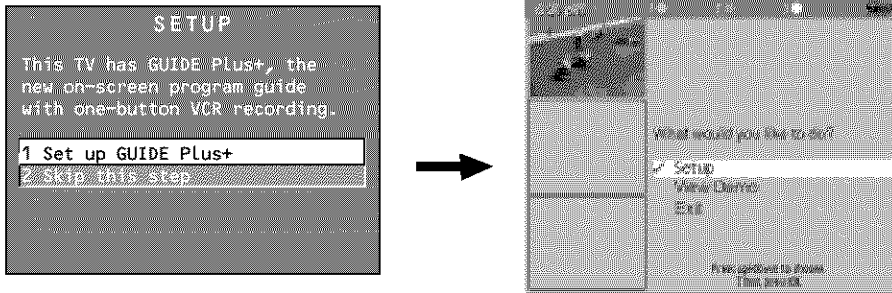 SETUP
This TV has GUIDE Plus+, the
new on-screen program guide
with one-button VCR recording.
1 Set up GUIDE Plus+
2 Skip this step
What would you like to do?
Setup
View Demo
Exit